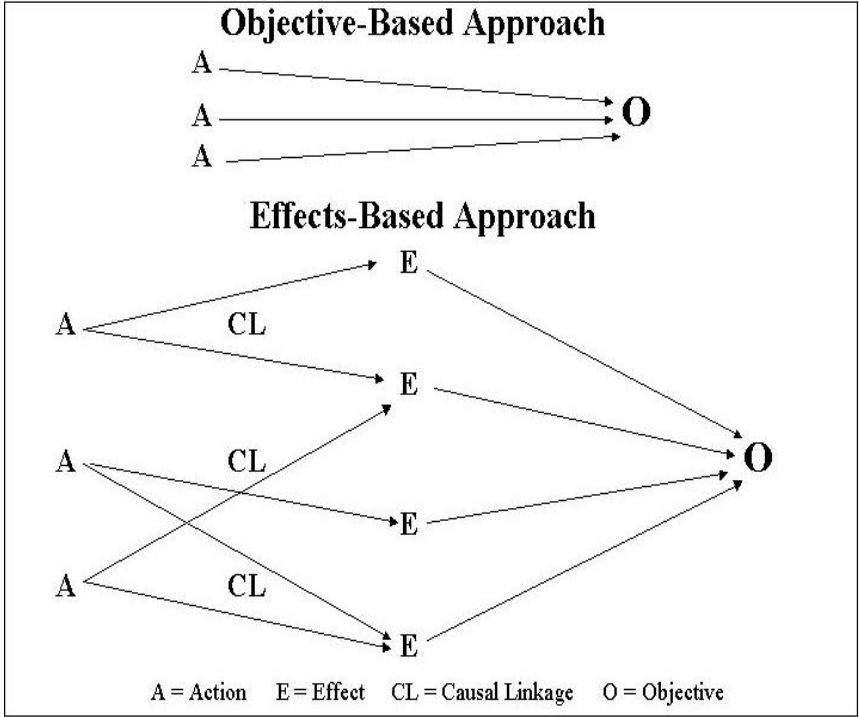 Objective-Based Approach
A
A
O
A
Effects-Based Approach
E
A
CL
E
A
CL
O
E
A
CL
E
A = Action E = Effect CL = Causal Linkage O = Objective